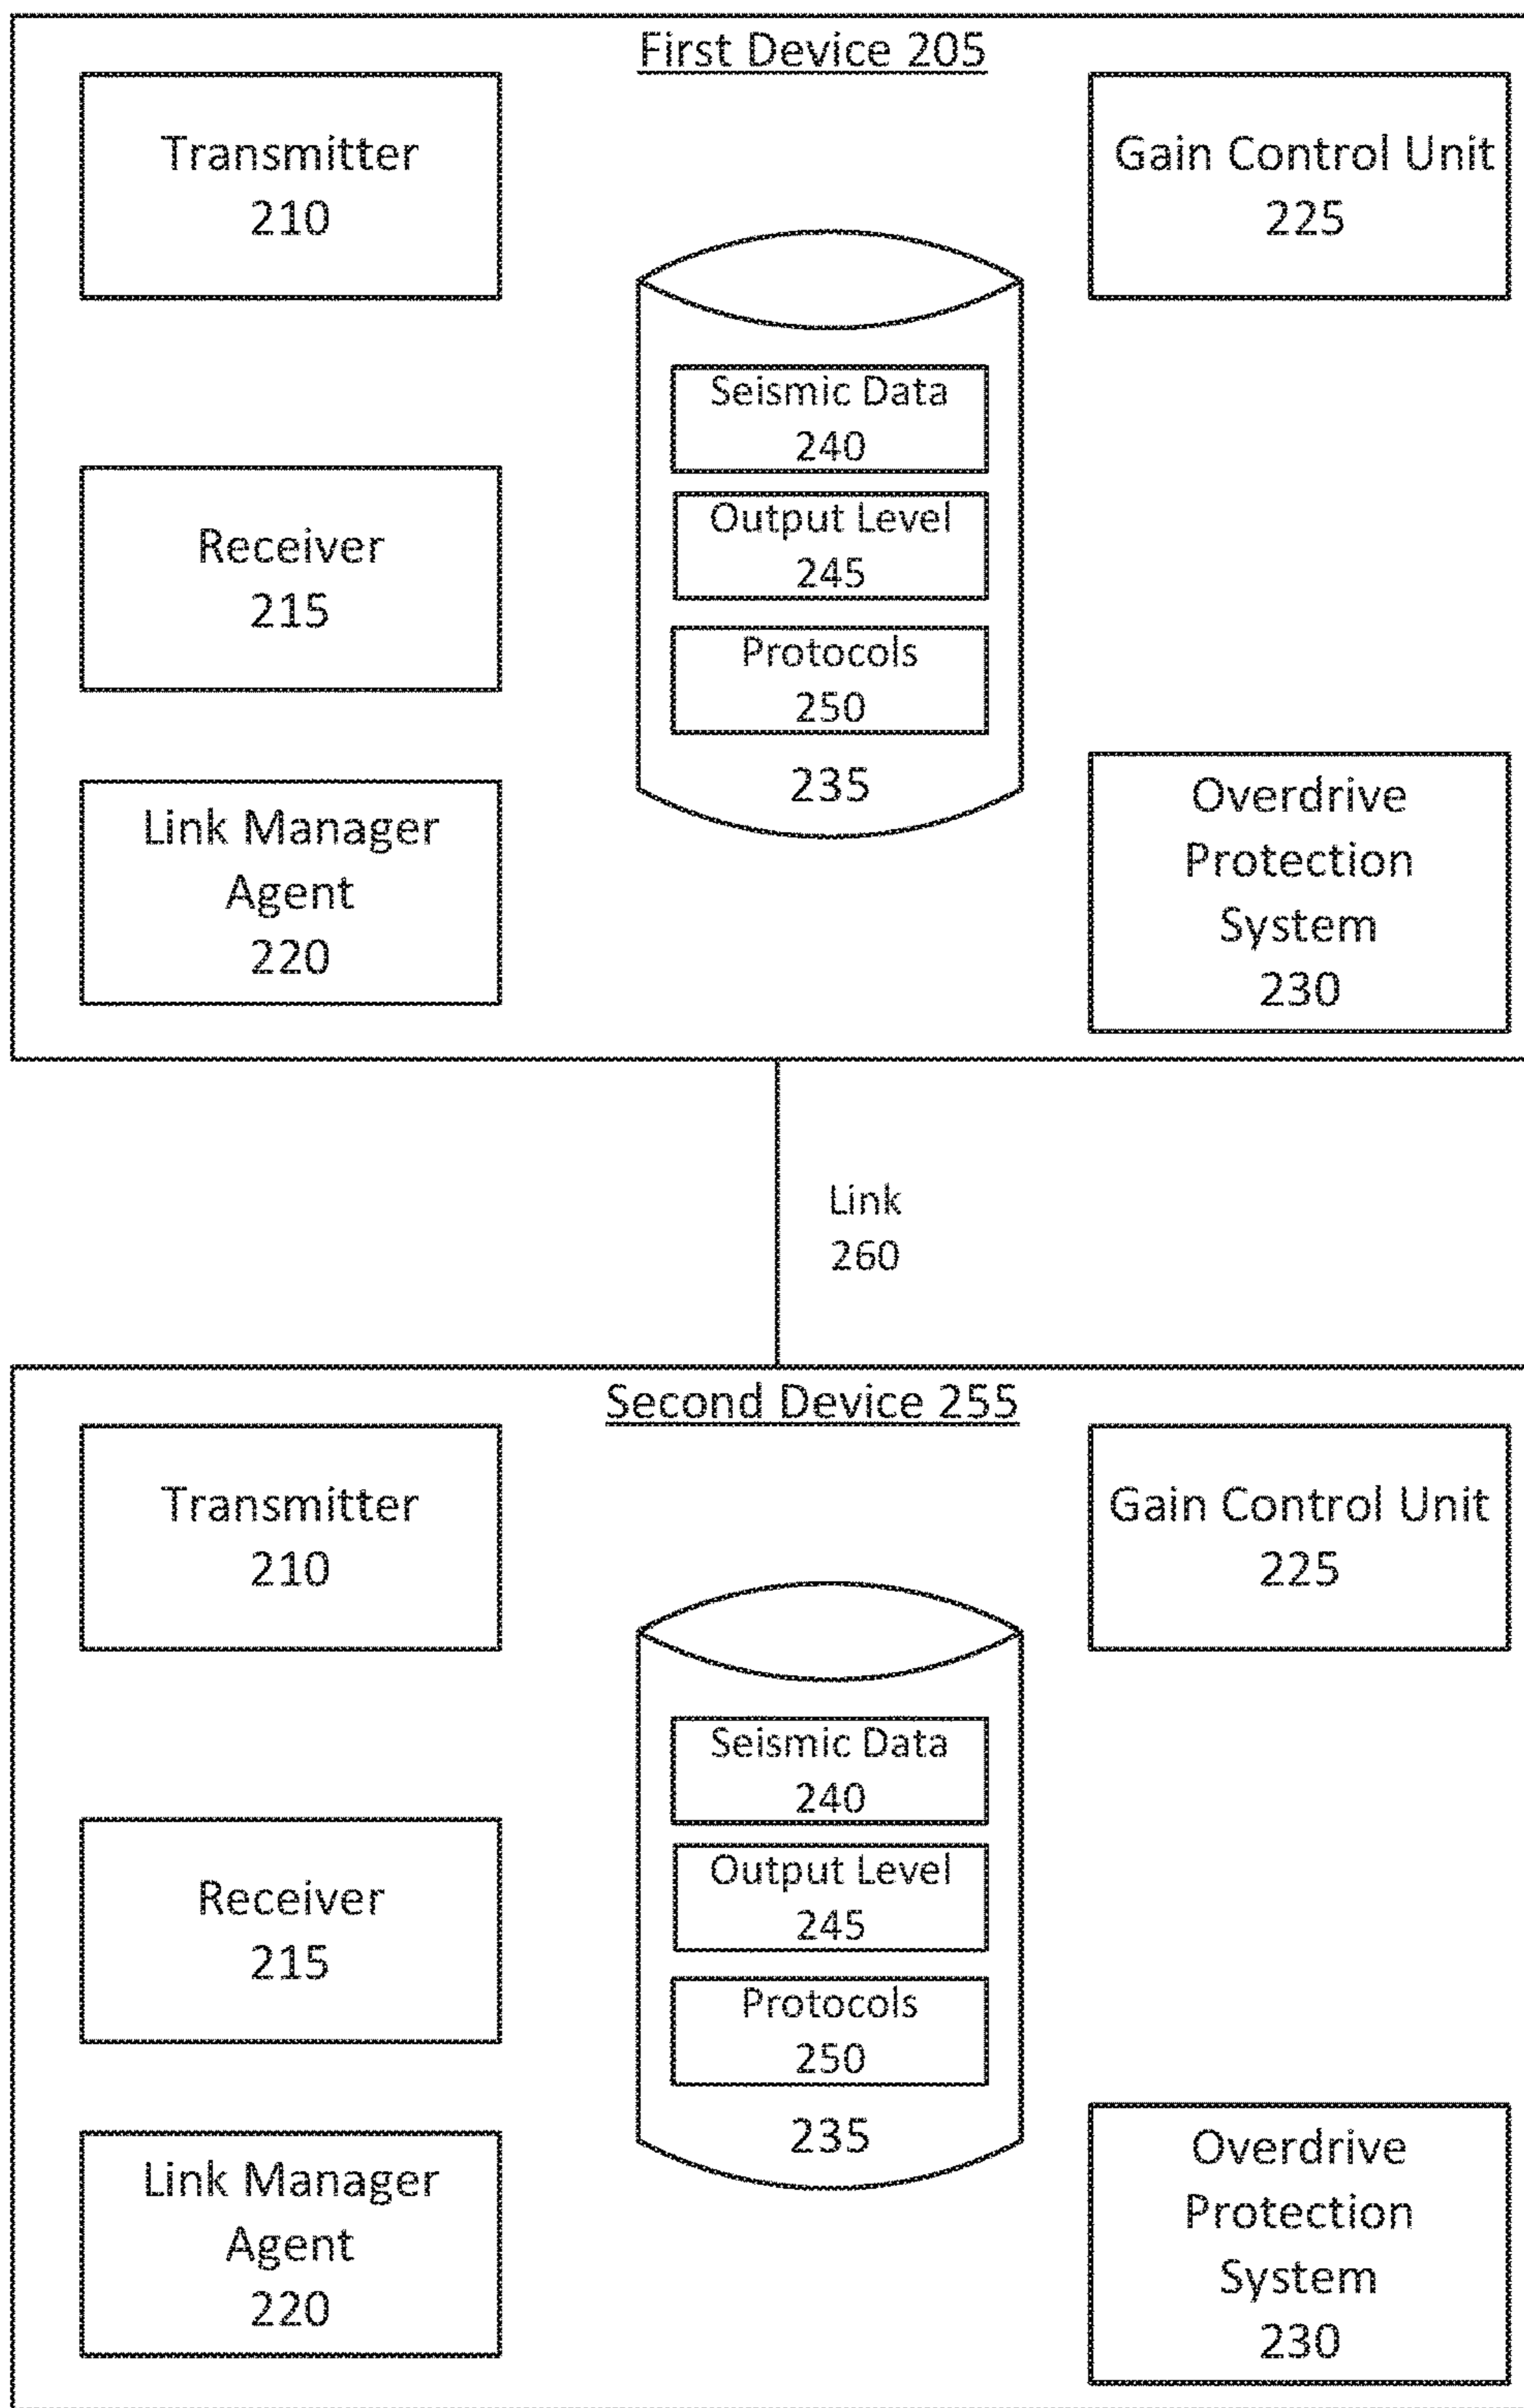 First Device 205
Transmitter
210
Gain Control Unit
225
Seismic Data
240
Output Level
245
Protocols
250
235
Receiver
215
Link Manager
Agent
220
Overdrive
Protection
System
230
Link
260
Second Device 255
Transmitter
210
Gain Control Unit
225
Seismic Data
240
Output Level
245
Protocols
250
235
Receiver
215
Link Manager
Agent
220
Overdrive
Protection
System
230